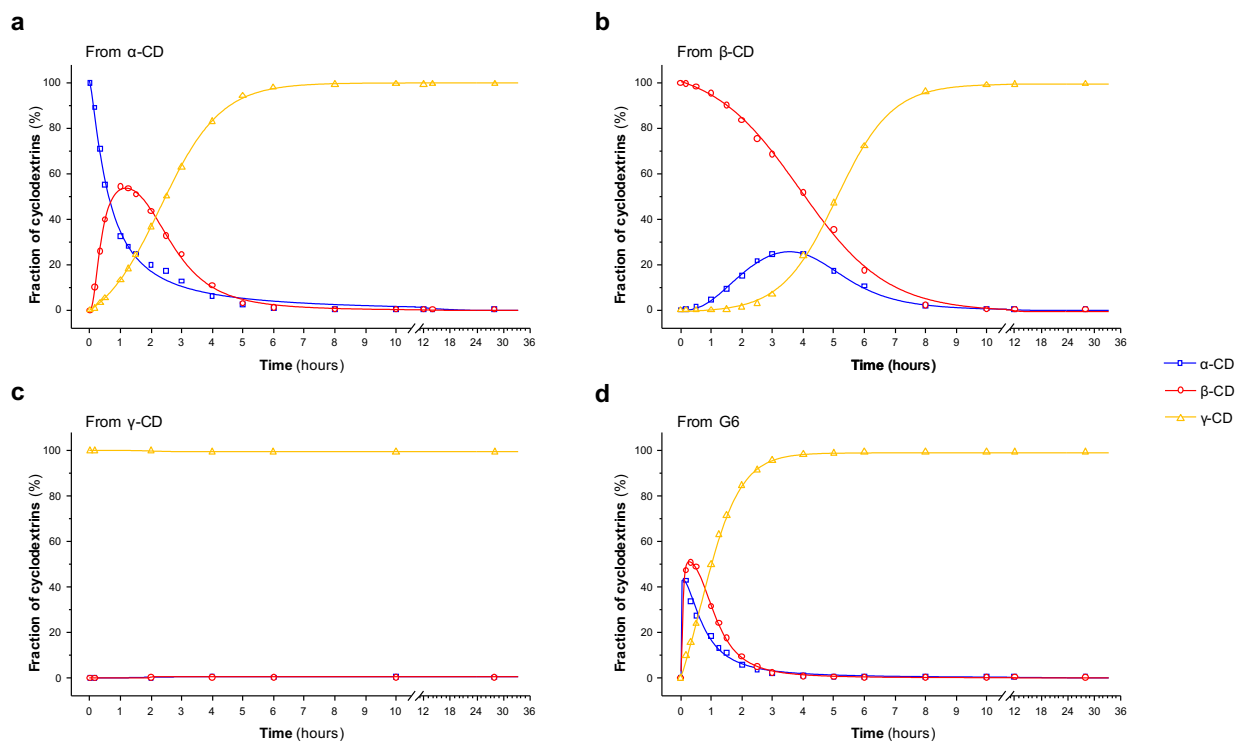 a
From α-CD
Fraction of cyclodextrins (%)
100
80
60
40
20
0
0 1 2 3 4 5 6 7 8 9 10 12 18 24 30 36
Time (hours)
b
From β-CD
Fraction of cyclodextrins (%)
100
80
60
40
20
0
0 1 2 3 4 5 6 7 8 9 10 12 18 24 30 36
Time (hours)
α-CD
β-CD
γ-CD
c
From γ-CD
Fraction of cyclodextrins (%)
100
80
60
40
20
0
0 1 2 3 4 5 6 7 8 9 10 12 18 24 30 36
Time (hours)
d
From G6
Fraction of cyclodextrins (%)
100
80
60
40
20
0
0 1 2 3 4 5 6 7 8 9 10 12 18 24 30 36
Time (hours)